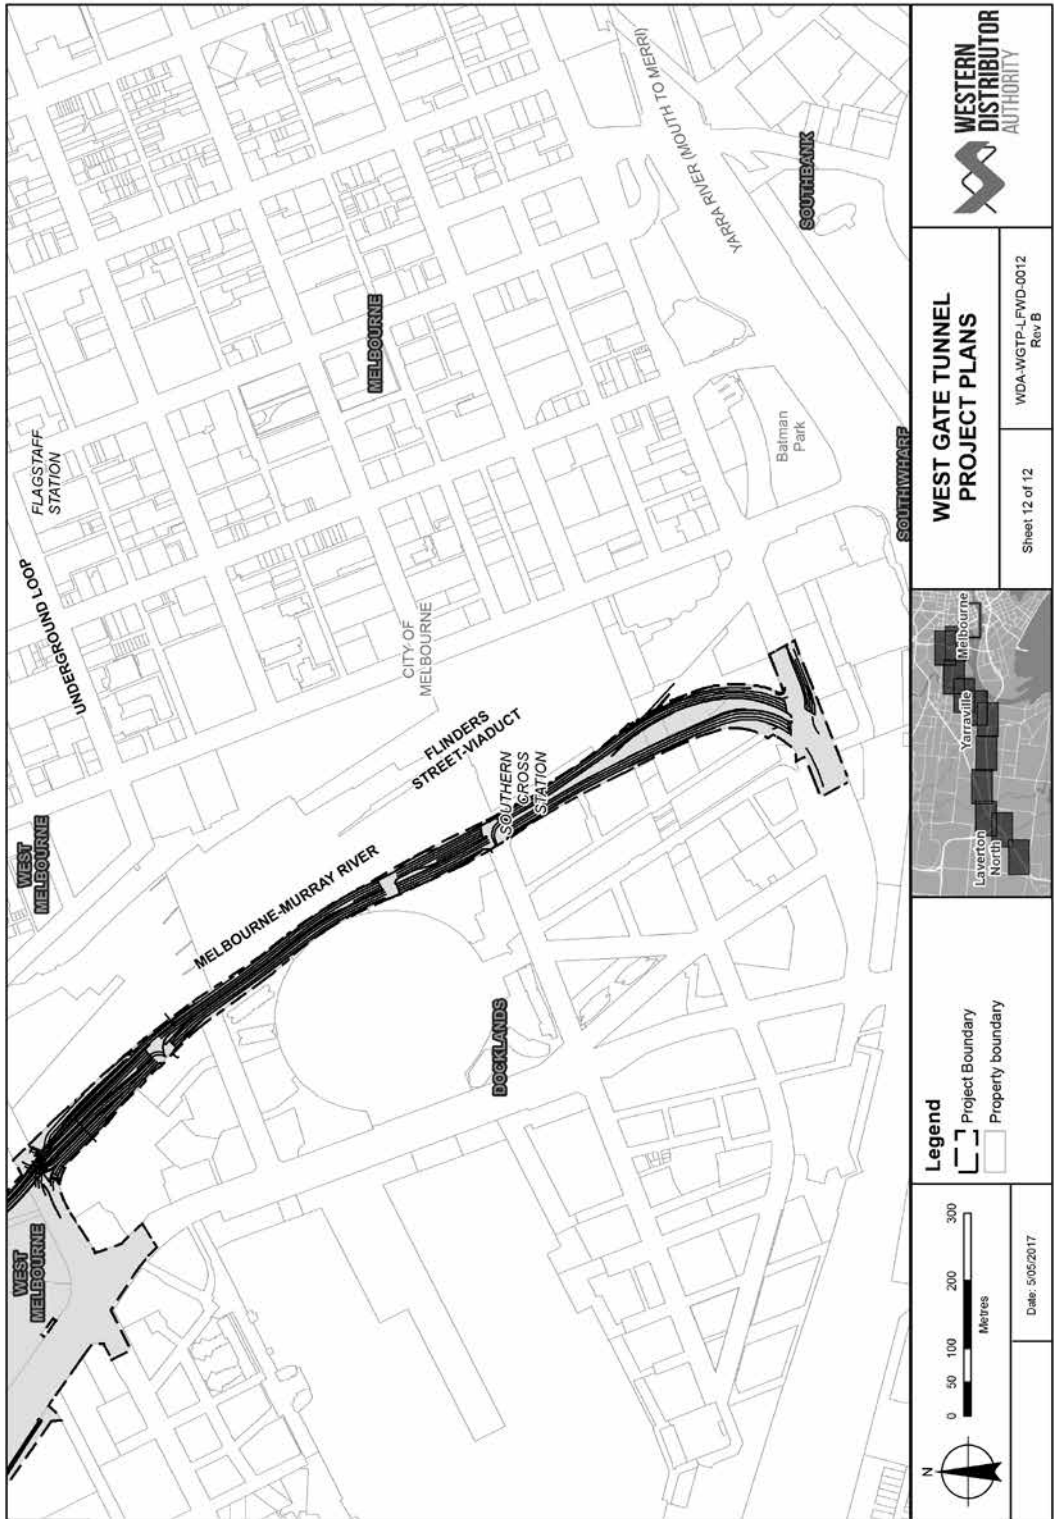 WEST
MELBOURNE
WEST
MELBOURNE
UNDERGROUND LOOP
FLAGSTAFF
STATION
MELBOURNE-MURRAY RIVER
FLINDERS
STREET-VIADUCT
CITY OF
MELBOURNE
MELBOURNE
SOUTHERN
CROSS
STATION
DOCKLANDS
Batman
Park
YARRA RIVER (MOUTH TO MERRI)
SOUTHBANK
SOUTHWHARF
N
0 50 100 200 300
Metres
Date: 5/05/2017
Legend
Project Boundary
Property boundary
Laverton
North
Yarraville
Melbourne
WEST GATE TUNNEL
PROJECT PLANS
Sheet 12 of 12
WDA-WGTP-LFWD-0012
Rev B
WESTERN
DISTRIBUTOR
AUTHORITY